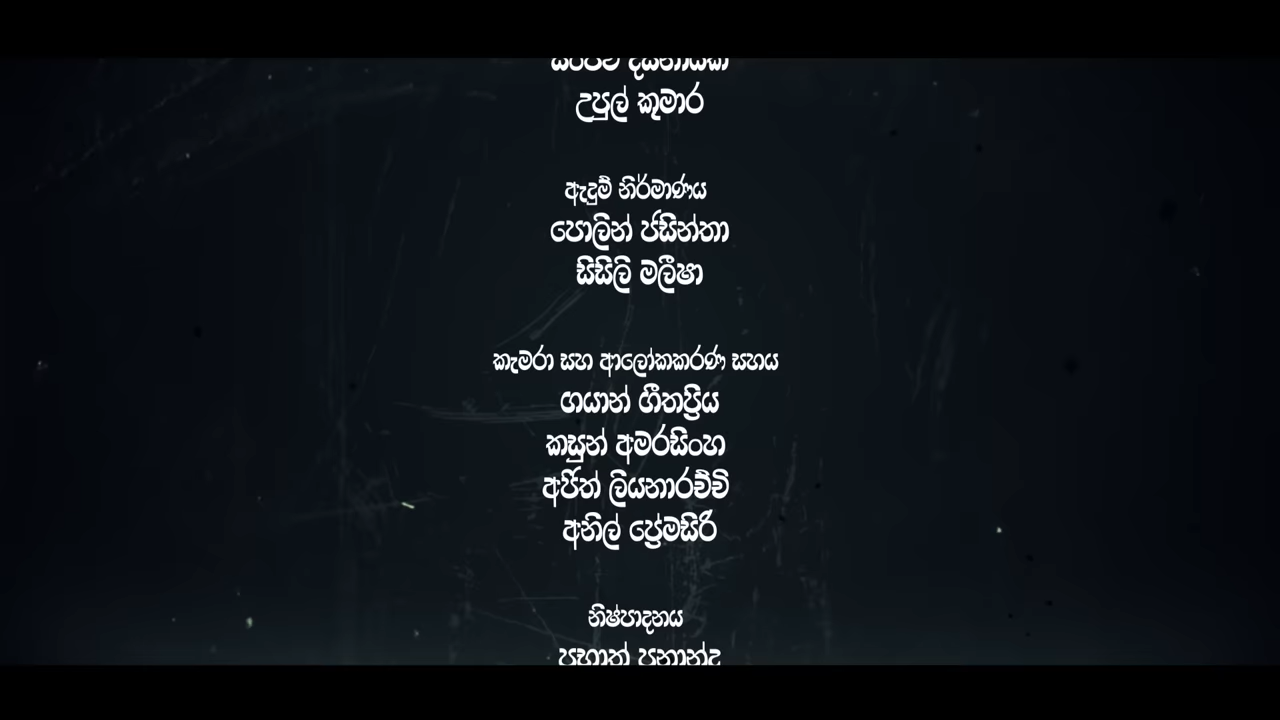 උපුල් කුමාර
ඇදුම් නිර්මාණය
පොලින් ජසින්තා
සිසිලි මලීෂා
කැමරා සහ ආලෝකකරණ සහය
ගයාන් ගීතප්‍රිය
කසුන් අමරසිංහ
අජිත් ලියනාරච්චි
අනිල් ප්‍රේමසිරි
නිෂ්පාදනය